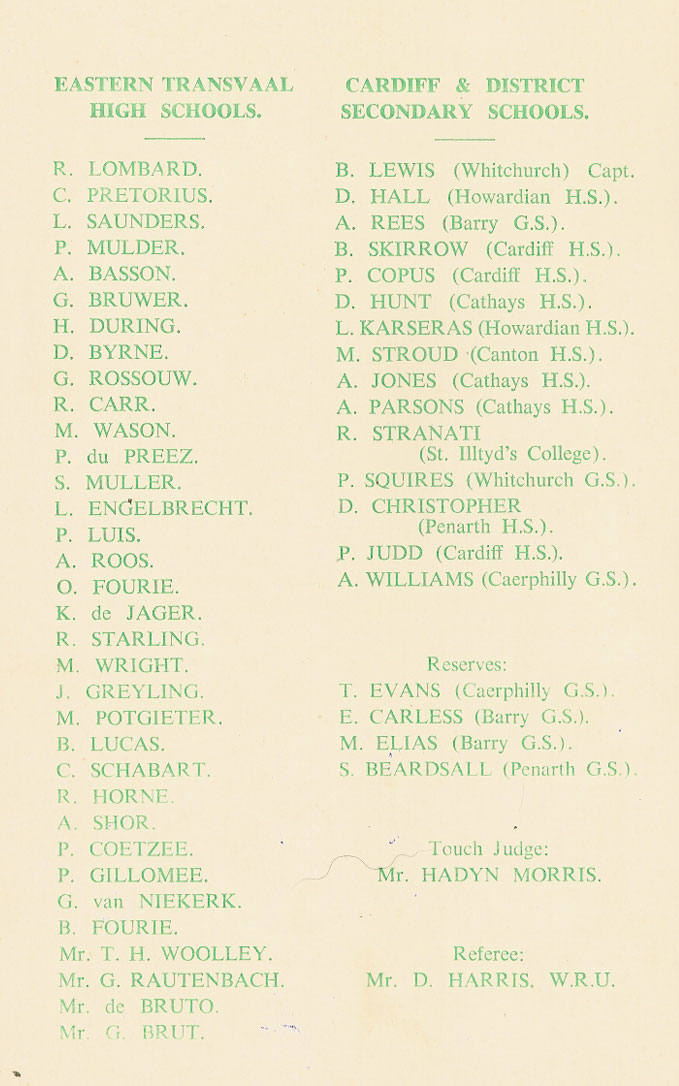 EASTERN TRANSVAAL
HIGH SCHOOLS.
R. LOMBARD.
C. PRETORIUS.
L. SAUNDERS.
P. MULDER.
A. BASSON.
G. BRUWER.
H. DURING.
D. BYRNE.
G. ROSSOUW.
R. CARR.
M. WASON.
P. du PREEZ.
S. MULLER.
L. ENGELBRECHT.
P. LUIS.
A. ROOS.
O. FOURIE.
K. de JAGER.
R. STARLING.
M. WRIGHT.
J. GREYLING.
M. POTGIETER.
B. LUCAS.
C. SCHABART.
R. HORNE.
A. SHOR.
P. COETZEE.
P. GILLOMEE.
G. van NIEKERK.
B. FOURIE.
Mr. T. H. WOOLLEY.
Mr. G. RAUTENBACH.
Mr. de BRUTO.
Mr. G. BRUT.
CARDIFF & DISTRICT
SECONDARY SCHOOLS.
B. LEWIS (Whitchurch) Capt.
D. HALL (Howardian H.S.).
A. REES (Barry G.S.).
B. SKIRROW (Cardiff H.S.).
P. COPUS (Cardiff H.S.).
D. HUNT (Cathays H.S.).
L. KARSERAS (Howardian H.S.).
M. STROUD (Canton H.S.).
A. JONES (Cathays H.S.).
A. PARSONS (Cathays H.S.).
R. STRANATI
(St. Illtyd's College).
P. SQUIRES (Whitchurch G.S.).
D. CHRISTOPHER
(Penarth H.S.).
P. JUDD (Cardiff H.S.).
A. WILLIAMS (Caerphilly G.S.).
Reserves:
T. EVANS (Caerphilly G.S.).
E. CARLESS (Barry G.S.).
M. ELIAS (Barry G.S.).
S. BEARDSALL (Penarth G.S.).
Touch Judge:
Mr. HADYN MORRIS.
Referee:
Mr. D. HARRIS, W.R.U.